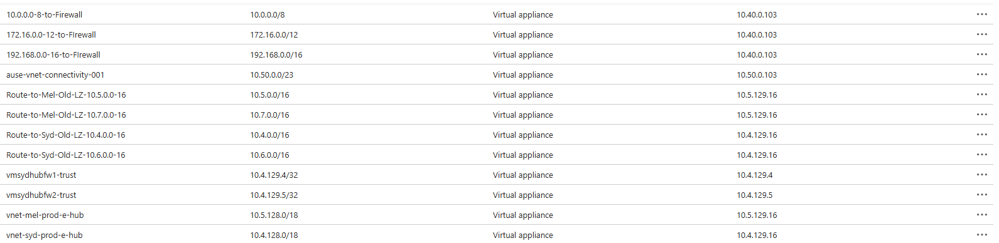 10.0.0.0-8-to-Firewall 10.0.0.0/8 Virtual appliance 10.40.0.103 •••
172.16.0.0-12-to-FIrewall 172.16.0.0/12 Virtual appliance 10.40.0.103 •••
192.168.0.0-16-to-FIrewall 192.168.0.0/16 Virtual appliance 10.40.0.103 •••
ause-vnet-connectivity-001 10.50.0.0/23 Virtual appliance 10.50.0.103 •••
Route-to-Mel-Old-LZ-10.5.0.0-16 10.5.0.0/16 Virtual appliance 10.5.129.16 •••
Route-to-Mel-Old-LZ-10.7.0.0-16 10.7.0.0/16 Virtual appliance 10.5.129.16 •••
Route-to-Syd-Old-LZ-10.4.0.0-16 10.4.0.0/16 Virtual appliance 10.4.129.16 •••
Route-to-Syd-Old-LZ-10.6.0.0-16 10.6.0.0/16 Virtual appliance 10.4.129.16 •••
vmsydhubfw1-trust 10.4.129.4/32 Virtual appliance 10.4.129.4 •••
vmsydhubfw2-trust 10.4.129.5/32 Virtual appliance 10.4.129.5 •••
vnet-mel-prod-e-hub 10.5.128.0/18 Virtual appliance 10.5.129.16 •••
vnet-syd-prod-e-hub 10.4.128.0/18 Virtual appliance 10.4.129.16 •••